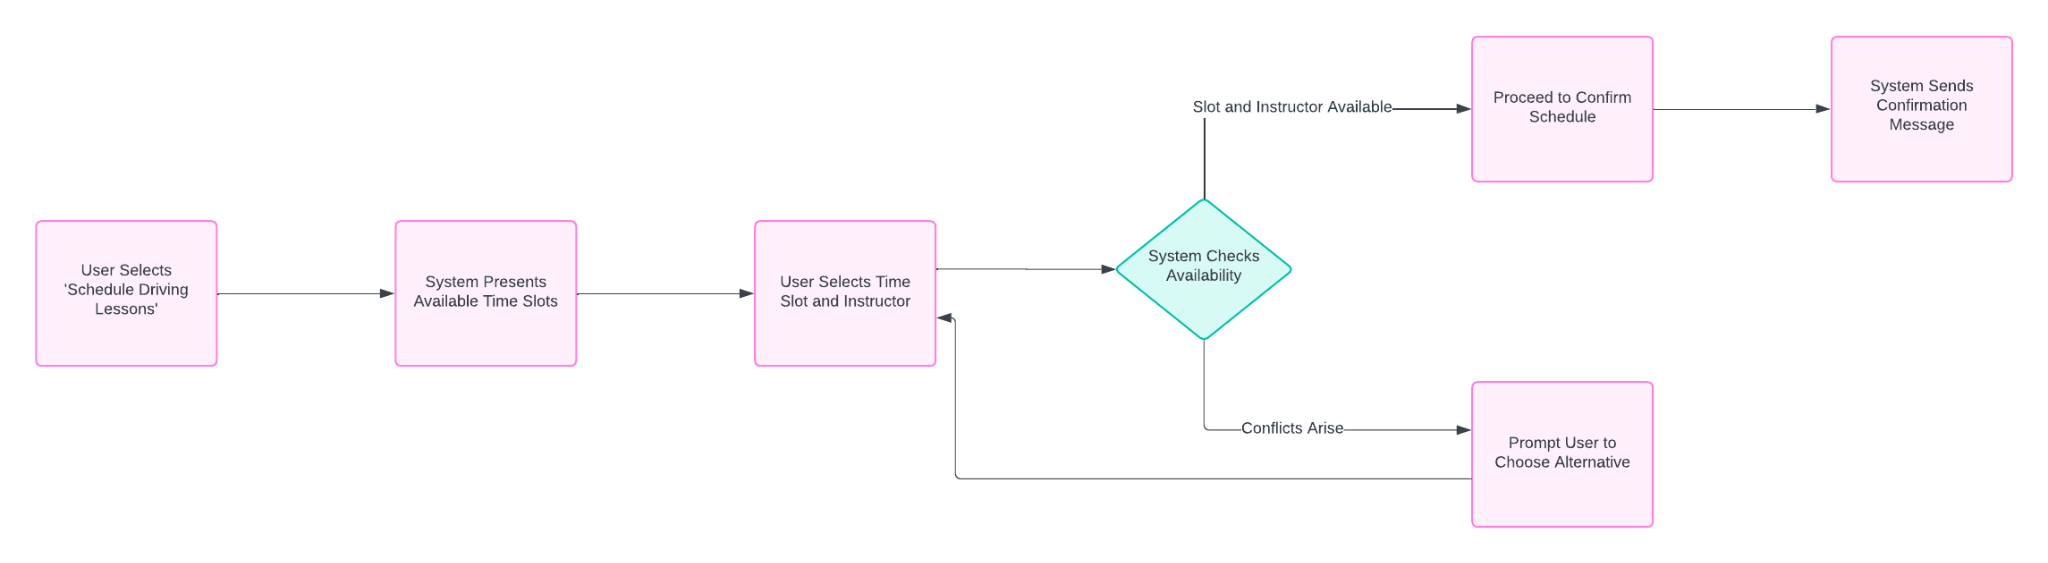 User Selects
‘Schedule Driving
Lessons'
System Presents
Available Time Slots
User Selects Time
Slot and Instructor
System Checks
Availability
Slot and Instructor Available
Proceed to Confirm
Schedule
System Sends
Confirmation
Message
Conflicts Arise
Prompt User to
Choose Alternative